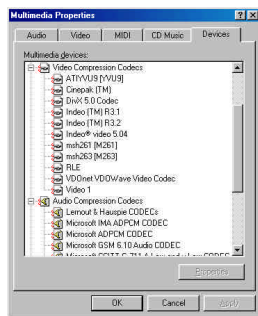 Multimedia Properties
Audio Video MIDI CD Music Devices
Multimedia devices:
Video Compression Codecs
ATIYVU9 [YVU9]
Cinepak (TM)
DivX 5.0 Codec
Indeo (TM) R3.1
Indeo (TM) R3.2
Indeo® video 5.04
msh261 [M261]
msh263 [M263]
RLE
VDOnet VDOWave Video Codec
Video 1
Audio Compression Codecs
Lernout & Hauspie CODECs
Microsoft IMA ADPCM CODEC
Microsoft ADPCM CODEC
Microsoft GSM 6.10 Audio CODEC
Properties
OK Cancel Apply